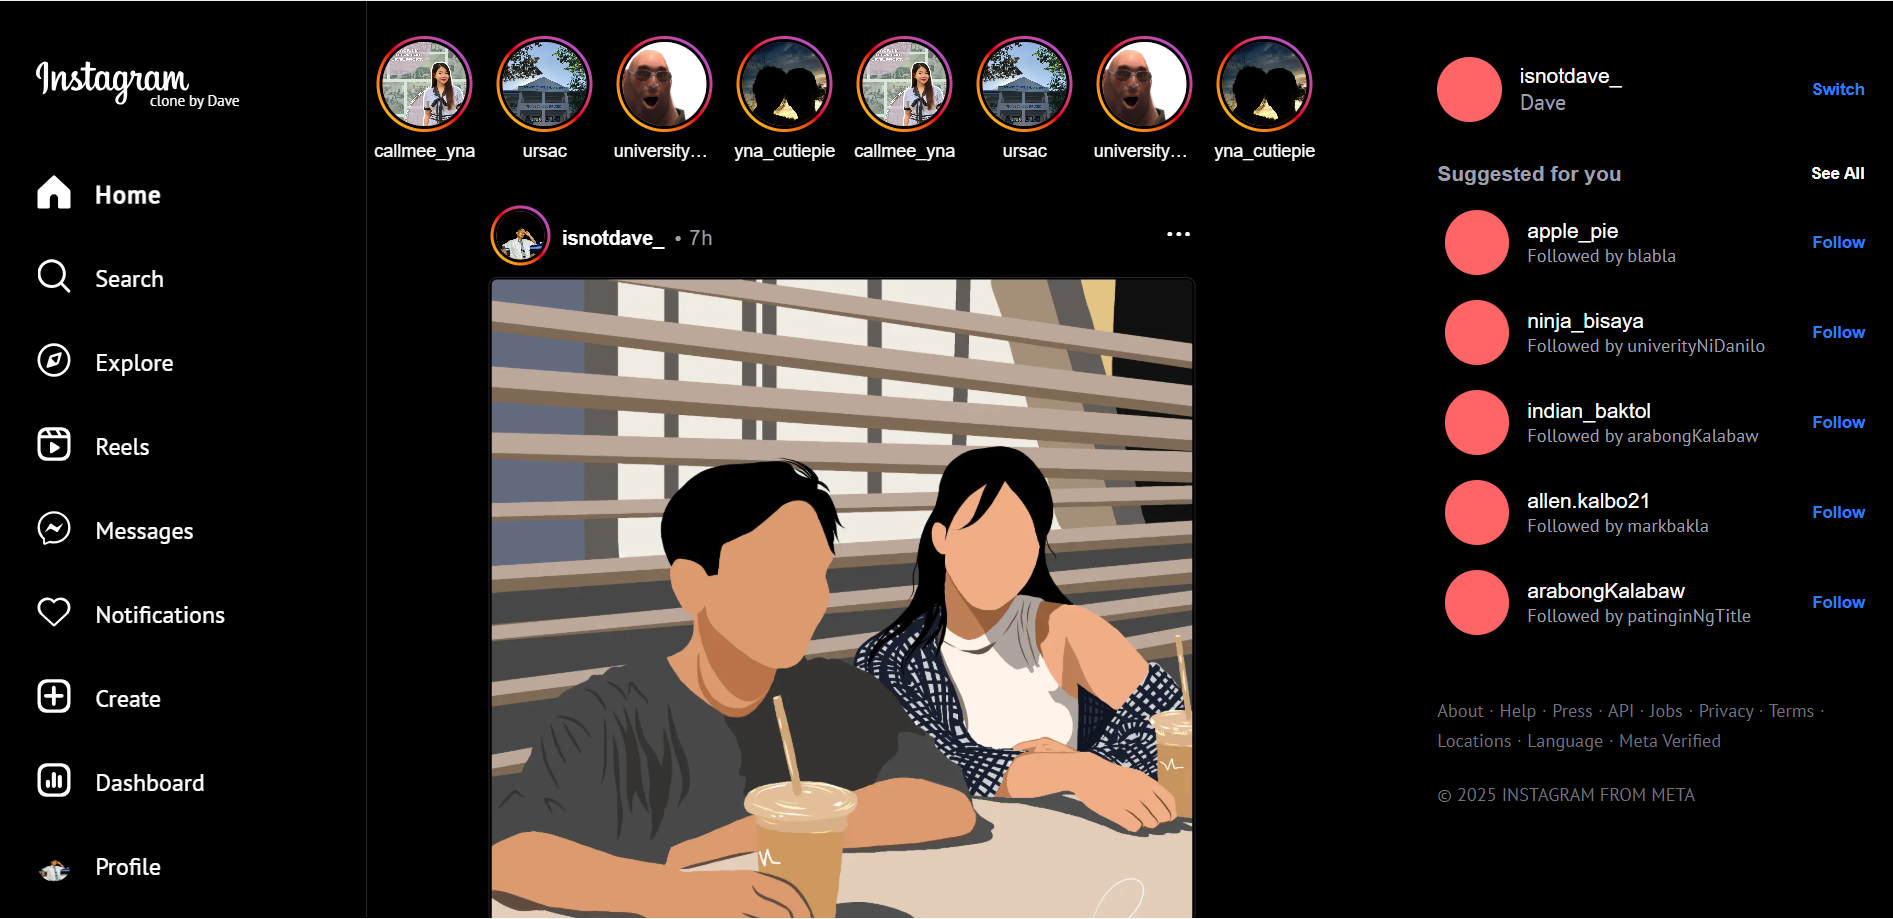 Instagram
clone by Dave
Home
Search
Explore
Reels
Messages
Notifications
Create
Dashboard
Profile
callmee_yna
ursac
university...
yna_cutiepie
callmee_yna
ursac
university...
yna_cutiepie
isnotdave_ • 7h
isnotdave_
Dave
Switch
Suggested for you
See All
apple_pie
Followed by blabla
Follow
ninja_bisaya
Followed by univerityNiDanilo
Follow
indian_baktol
Followed by arabongKalabaw
Follow
allen.kalbo21
Followed by markbakla
Follow
arabongKalabaw
Followed by patinginNgTitle
Follow
About · Help · Press · API · Jobs · Privacy · Terms ·
Locations · Language · Meta Verified
© 2025 INSTAGRAM FROM META